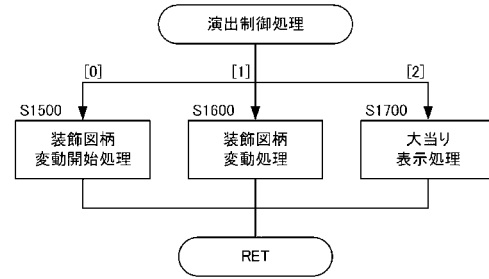 演出制御処理
[0]
[1]
[2]
S1500
S1600
S1700
装飾図柄
変動開始処理
装飾図柄
変動処理
大当り
表示処理
RET